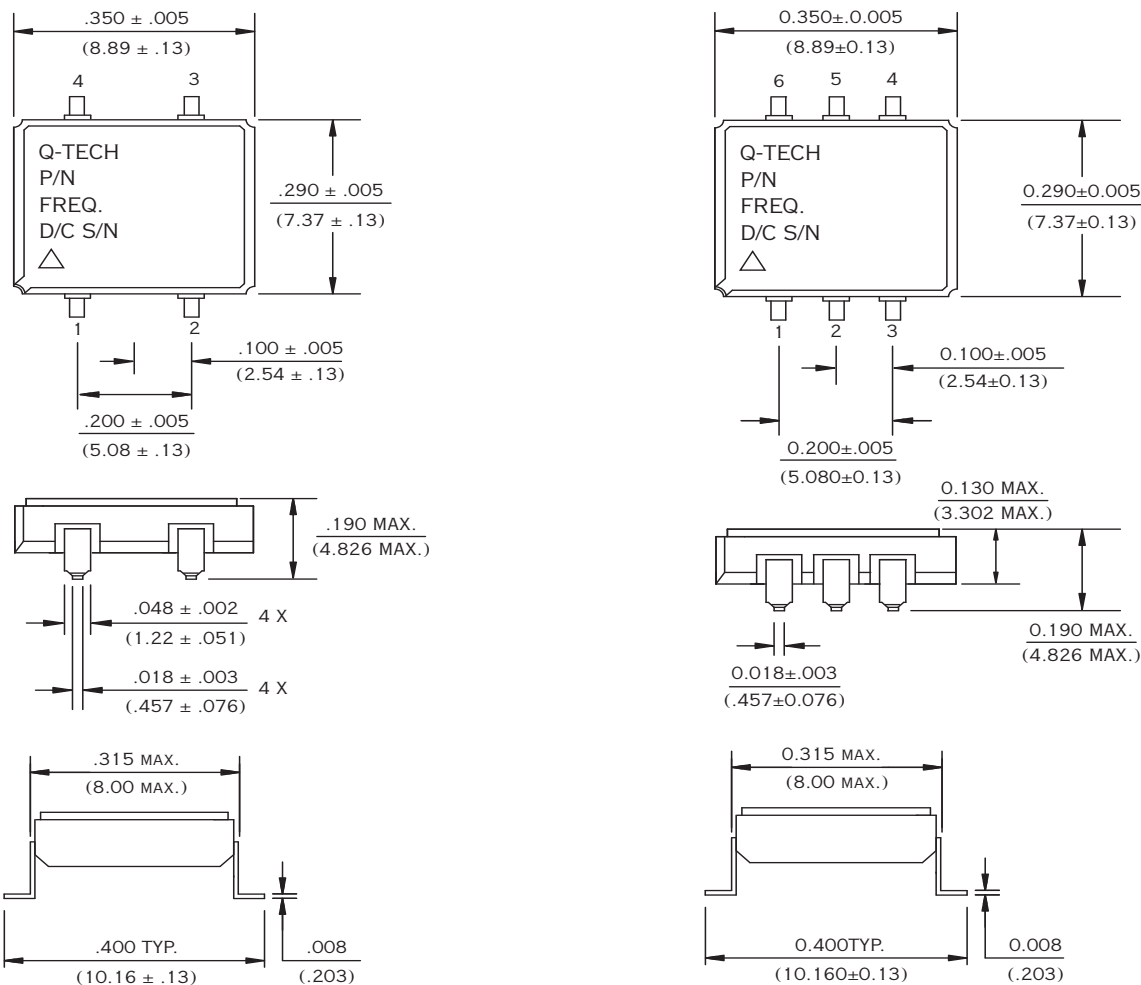 .350 ± .005
(8.89 ± .13)
4 3
Q-TECH
P/N
FREQ.
D/C S/N
.290 ± .005
(7.37 ± .13)
1 2
.100 ± .005
(2.54 ± .13)
.200 ± .005
(5.08 ± .13)
.190 MAX.
(4.826 MAX.)
.048 ± .002
(1.22 ± .051)
4 X
.018 ± .003
(.457 ± .076)
4 X
.315 MAX.
(8.00 MAX.)
.400 TYP.
(10.16 ± .13)
.008
(.203)
0.350±.0.005
(8.89±0.13)
6 5 4
Q-TECH
P/N
FREQ.
D/C S/N
0.290±0.005
(7.37±0.13)
1 2 3
0.100±.005
(2.54±0.13)
0.200±.005
(5.080±0.13)
0.130 MAX.
(3.302 MAX.)
0.190 MAX.
(4.826 MAX.)
0.018±.003
(.457±0.076)
0.315 MAX.
(8.00 MAX.)
0.400TYP.
(10.160±0.13)
0.008
(.203)